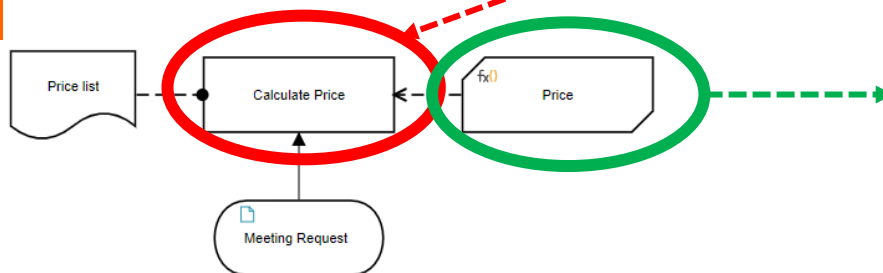 Price list
Calculate Price
fx()
Price
Meeting Request